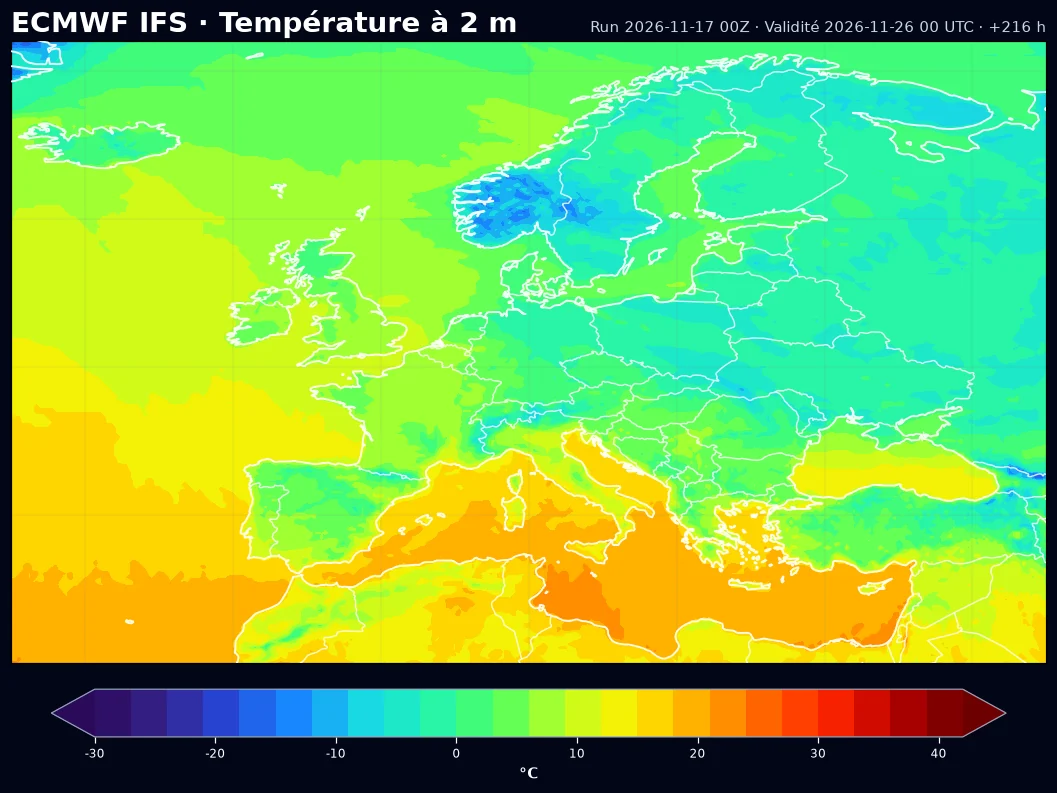 ECMWF IFS · Température à 2 m
Run 2026-11-17 00Z · Validité 2026-11-26 00 UTC · +216 h
-30 -20 -10 0 10 20 30 40
°C